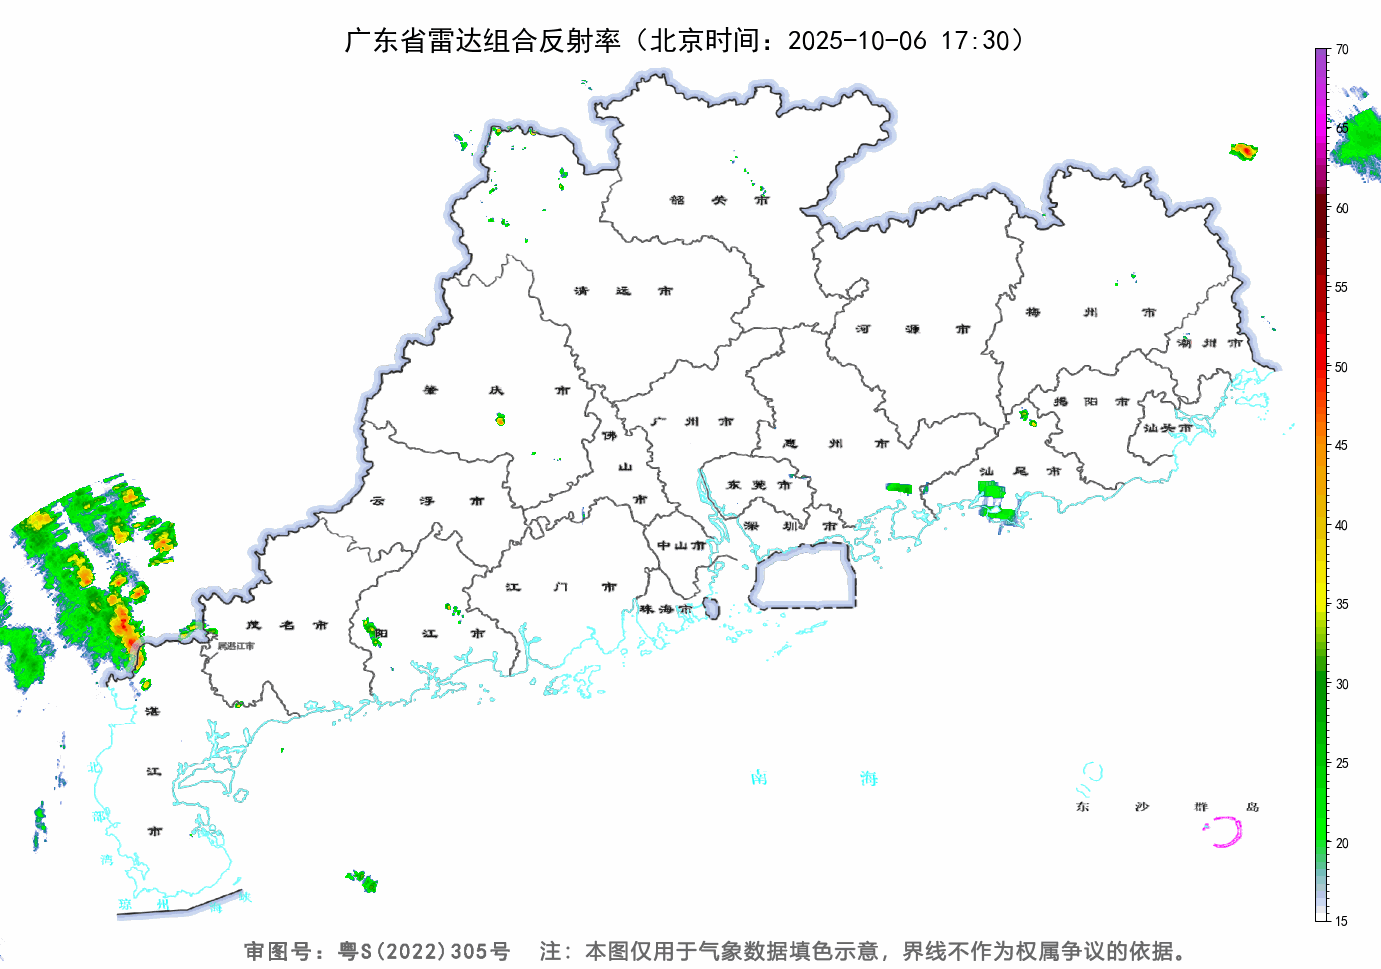 广东省雷达组合反射率（北京时间：2025-10-06 17:30）
70
65
60
55
50
45
40
35
30
25
20
15
韶关市
清远市
河源市
梅州市
潮州市
肇庆市
广州市
揭阳市
汕头市
佛山市
惠州市
汕尾市
云浮市
东莞市
深圳市
中山市
江门市
珠海市
茂名市
阳江市
属湛江市
湛江市
南海
东沙群岛
北部湾
琼州海峡
审图号：粤S(2022)305号 注：本图仅用于气象数据填色示意，界线不作为权属争议的依据。